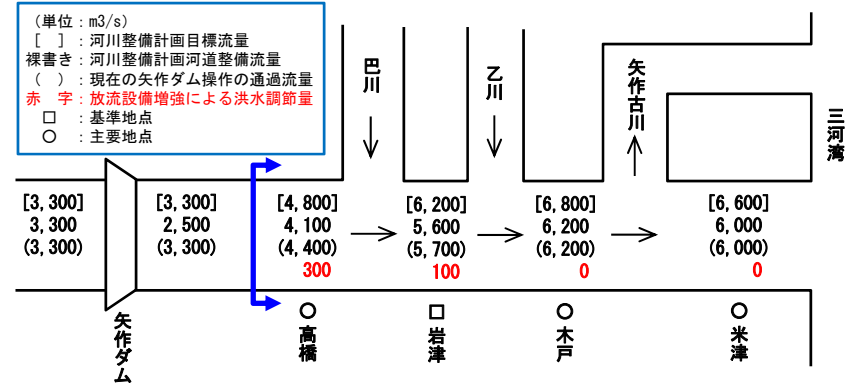 （単位：m3/s）
［　］：河川整備計画目標流量
裸書き：河川整備計画河道整備流量
（　）：現在の矢作ダム操作の通過流量
赤　字：放流設備増強による洪水調節量
□　：基準地点
○　：主要地点
巴川
乙川
矢作古川
三河湾
[3,300]
3,300
(3,300)
[3,300]
2,500
(3,300)
[4,800]
4,100
(4,400)
300
[6,200]
5,600
(5,700)
100
[6,800]
6,200
(6,200)
0
[6,600]
6,000
(6,000)
0
矢作ダム
○高橋
□岩津
○木戸
○米津